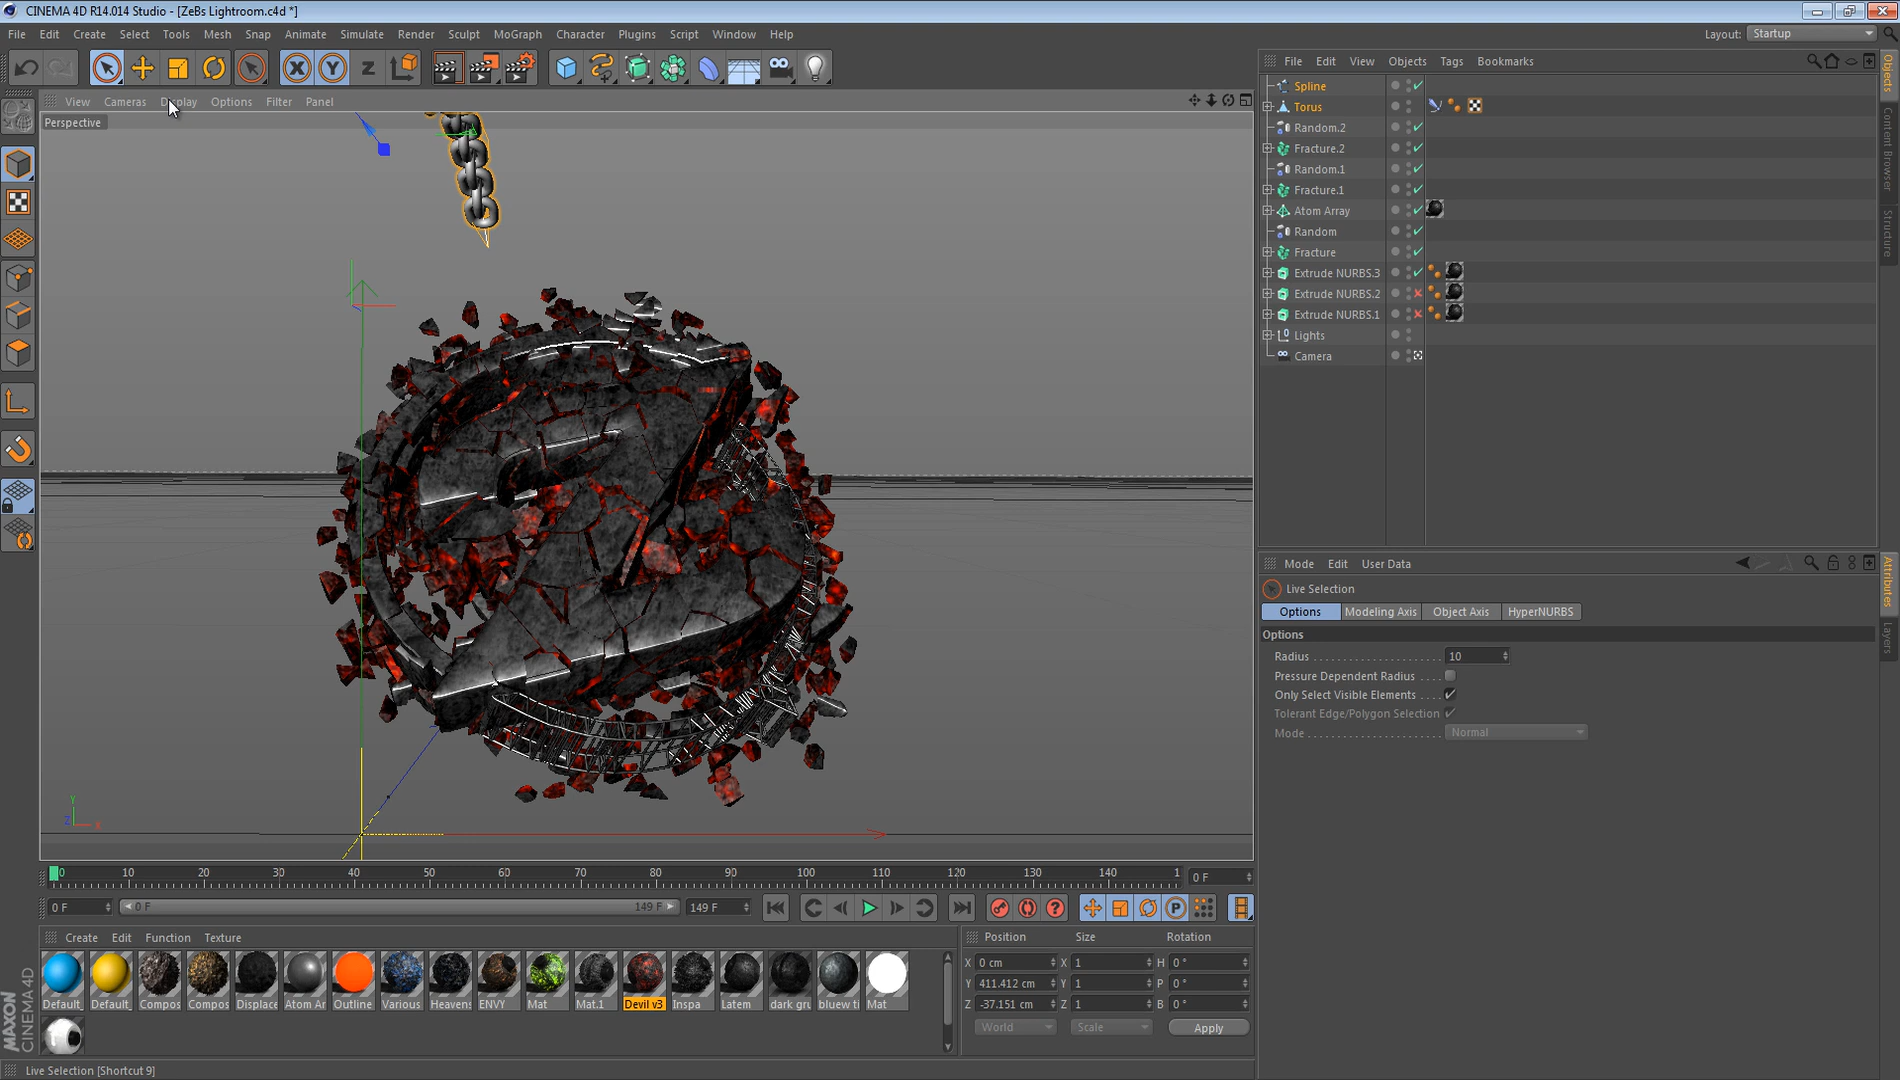 CINEMA 4D R14.014 Studio - [ZeBs Lightroom.c4d *]
File Edit Create Select Tools Mesh Snap Animate Simulate Render Sculpt MoGraph Character Plugins Script Window Help
Layout: Startup
X Y Z
View Cameras Display Options Filter Panel
Perspective
File Edit View Objects Tags Bookmarks
Spline
Torus
Random.2
Fracture.2
Random.1
Fracture.1
Atom Array
Random
Fracture
Extrude NURBS.3
Extrude NURBS.2
Extrude NURBS.1
Lights
Camera
Objects
Content Browser
Structure
Mode Edit User Data
Live Selection
Options Modeling Axis Object Axis HyperNURBS
Options
Radius 10
Pressure Dependent Radius
Only Select Visible Elements
Tolerant Edge/Polygon Selection
Mode Normal
Attributes
Layers
Y
Z X
0 10 20 30 40 50 60 70 80 90 100 110 120 130 140 1
0 F
0 F 0 F 149 F 149 F
Create Edit Function Texture
Default Default Compos Compos Displace Atom Ar Outline Various Heavens ENVY Mat Mat.1 Devil v3 Inspa Latem dark gru bluew ti Mat
Position Size Rotation
X 0 cm X 1 H 0 °
Y 411.412 cm Y 1 P 0 °
Z -37.151 cm Z 1 B 0 °
World Scale Apply
MAXON
CINEMA 4D
Live Selection [Shortcut 9]